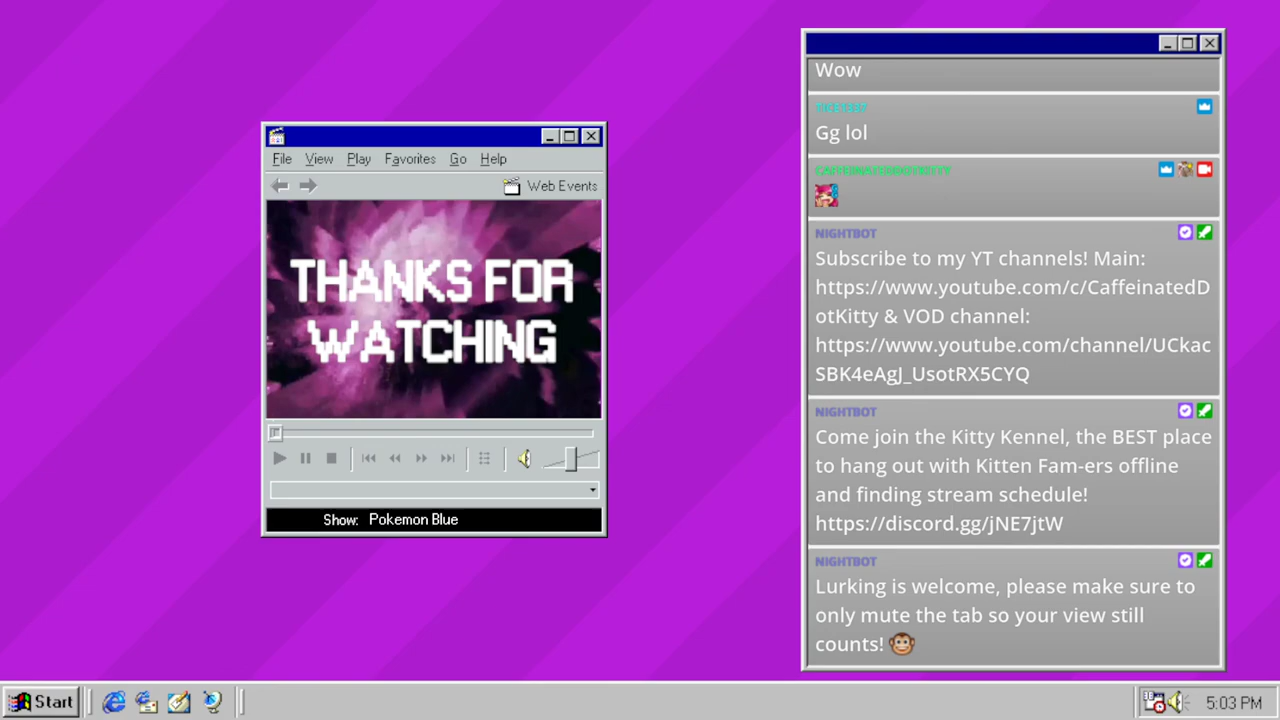 File View Play Favorites Go Help
Web Events
THANKS FOR
WATCHING
Show: Pokemon Blue
Wow
Gg lol
CAFFEINATEDDOTKITTY
NIGHTBOT
Subscribe to my YT channels! Main:
https://www.youtube.com/c/CaffeinatedD
otKitty & VOD channel:
https://www.youtube.com/channel/UCkac
SBK4eAgJ_UsotRX5CYQ
NIGHTBOT
Come join the Kitty Kennel, the BEST place
to hang out with Kitten Fam-ers offline
and finding stream schedule!
https://discord.gg/jNE7jtW
NIGHTBOT
Lurking is welcome, please make sure to
only mute the tab so your view still
counts! 🐵
Start
5:03 PM